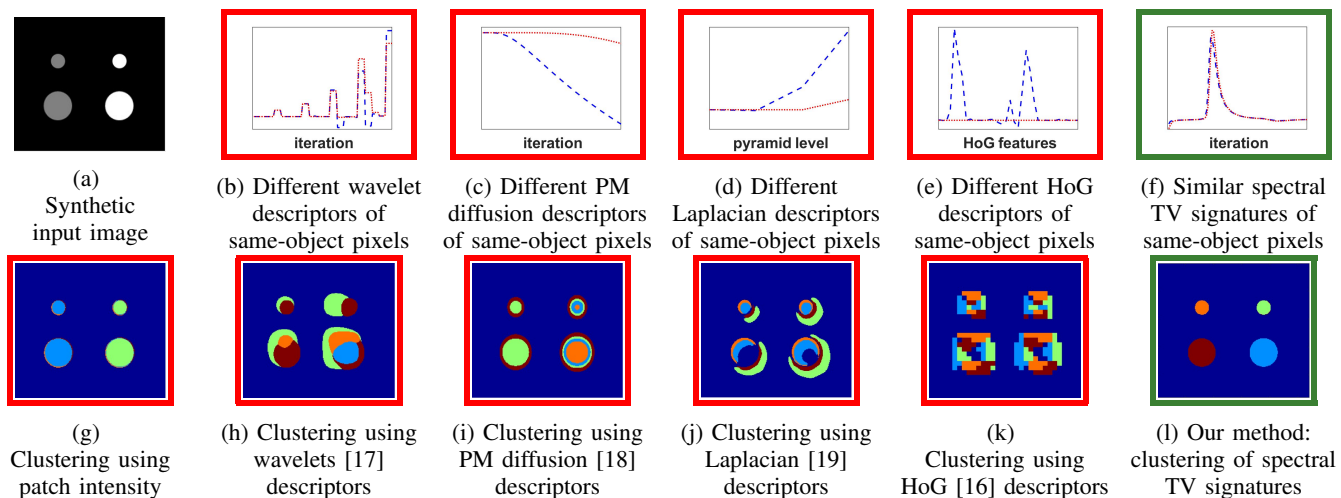 iteration
iteration
pyramid level
HoG features
iteration
(a)
Synthetic
input image
(b) Different wavelet
descriptors of
same-object pixels
(c) Different PM
diffusion descriptors
of same-object pixels
(d) Different
Laplacian descriptors
of same-object pixels
(e) Different HoG
descriptors of
same-object pixels
(f) Similar spectral
TV signatures of
same-object pixels
(g)
Clustering using
patch intensity
(h) Clustering using
wavelets [17]
descriptors
(i) Clustering using
PM diffusion [18]
descriptors
(j) Clustering using
Laplacian [19]
descriptors
(k)
Clustering using
HoG [16] descriptors
(l) Our method:
clustering of spectral
TV signatures